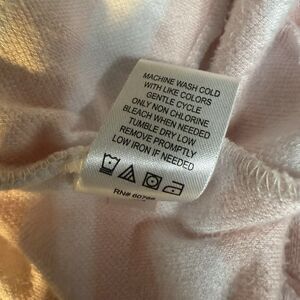 MACHINE WASH COLD
WITH LIKE COLORS
GENTLE CYCLE
ONLY NON CHLORINE
BLEACH WHEN NEEDED
TUMBLE DRY LOW
REMOVE PROMPTLY
LOW IRON IF NEEDED
RN#